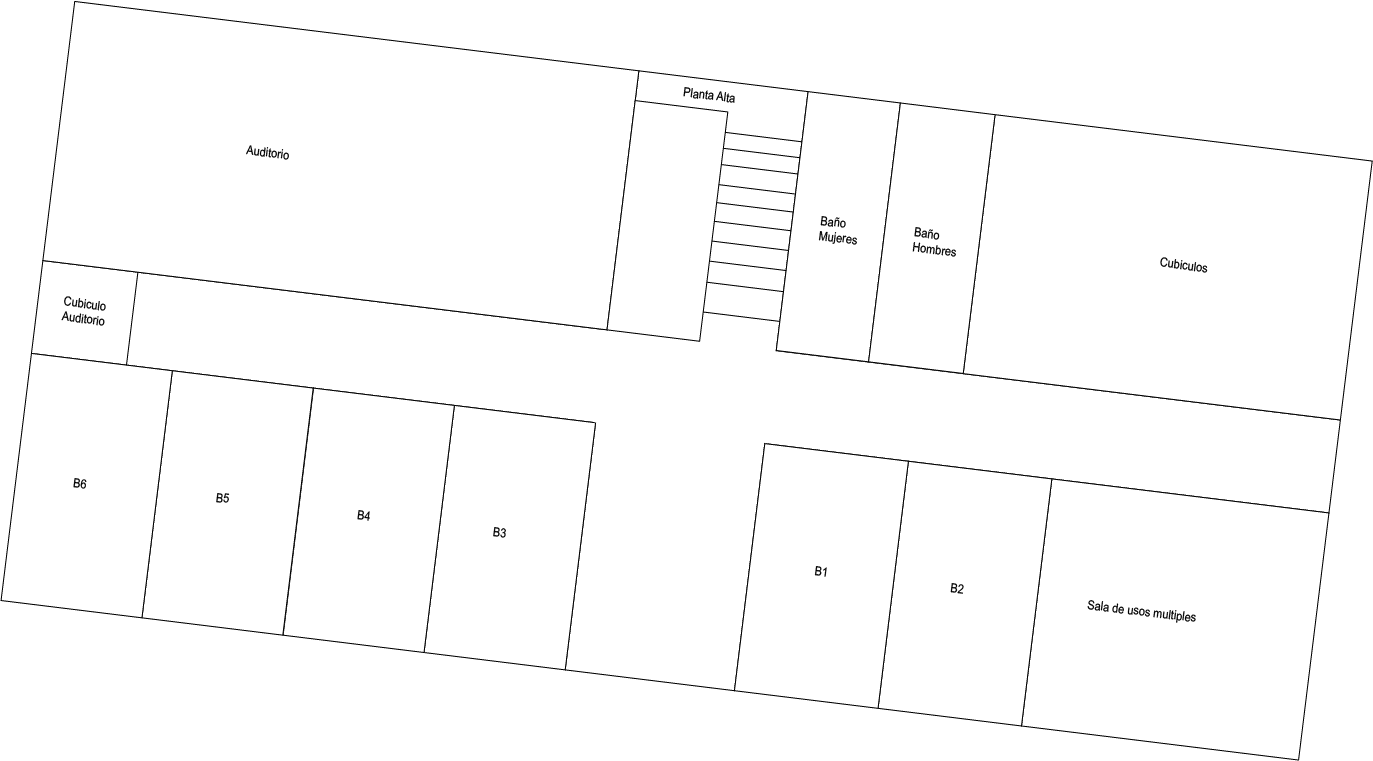 Planta Alta
Auditorio
Baño
Mujeres
Baño
Hombres
Cubiculos
Cubiculo
Auditorio
B6
B5
B4
B3
B1
B2
Sala de usos multiples